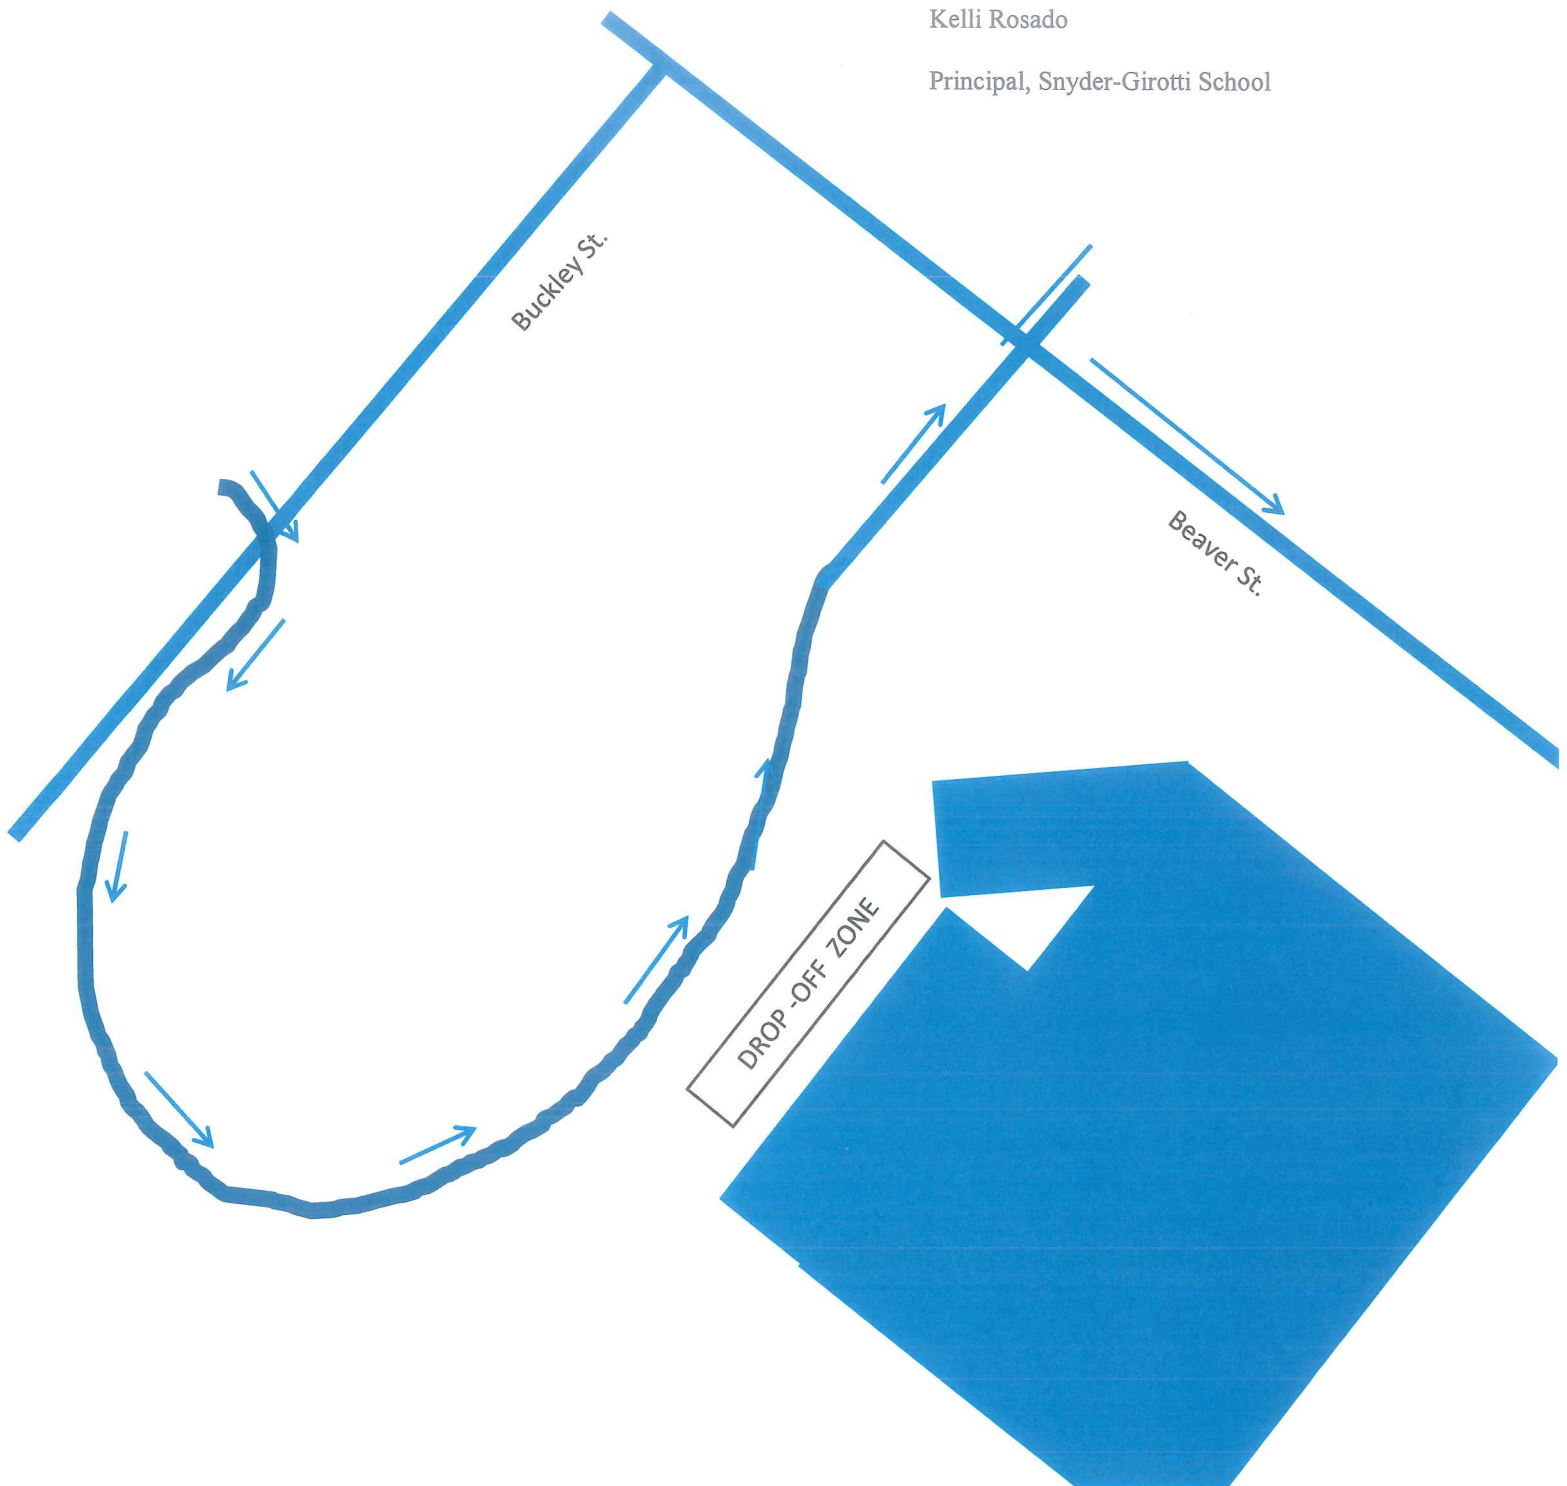 Kelli Rosado
Principal, Snyder-Girotti School
Buckley St.
Beaver St.
DROP -OFF ZONE